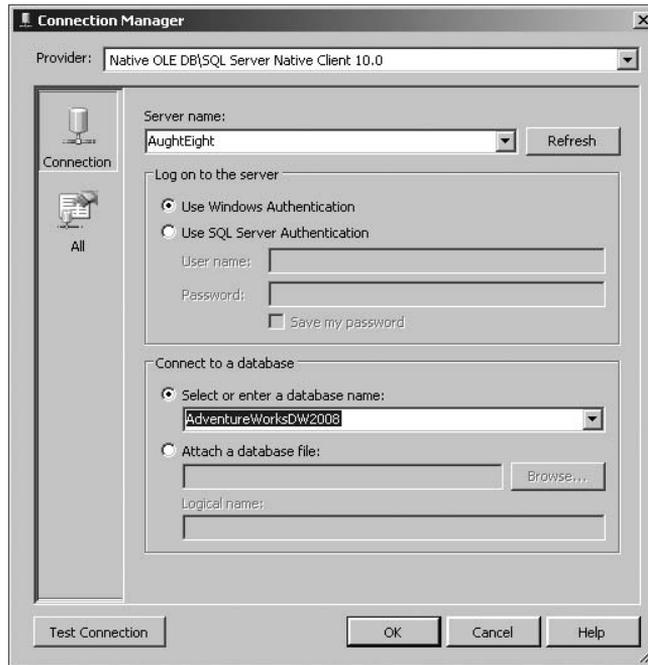 Connection Manager
Provider: Native OLE DB\SQL Server Native Client 10.0
Connection
All
Server name:
AughtEight Refresh
Log on to the server
Use Windows Authentication
Use SQL Server Authentication
User name:
Password:
Save my password
Connect to a database
Select or enter a database name:
AdventureWorksDW2008
Attach a database file:
Browse...
Logical name:
Test Connection OK Cancel Help